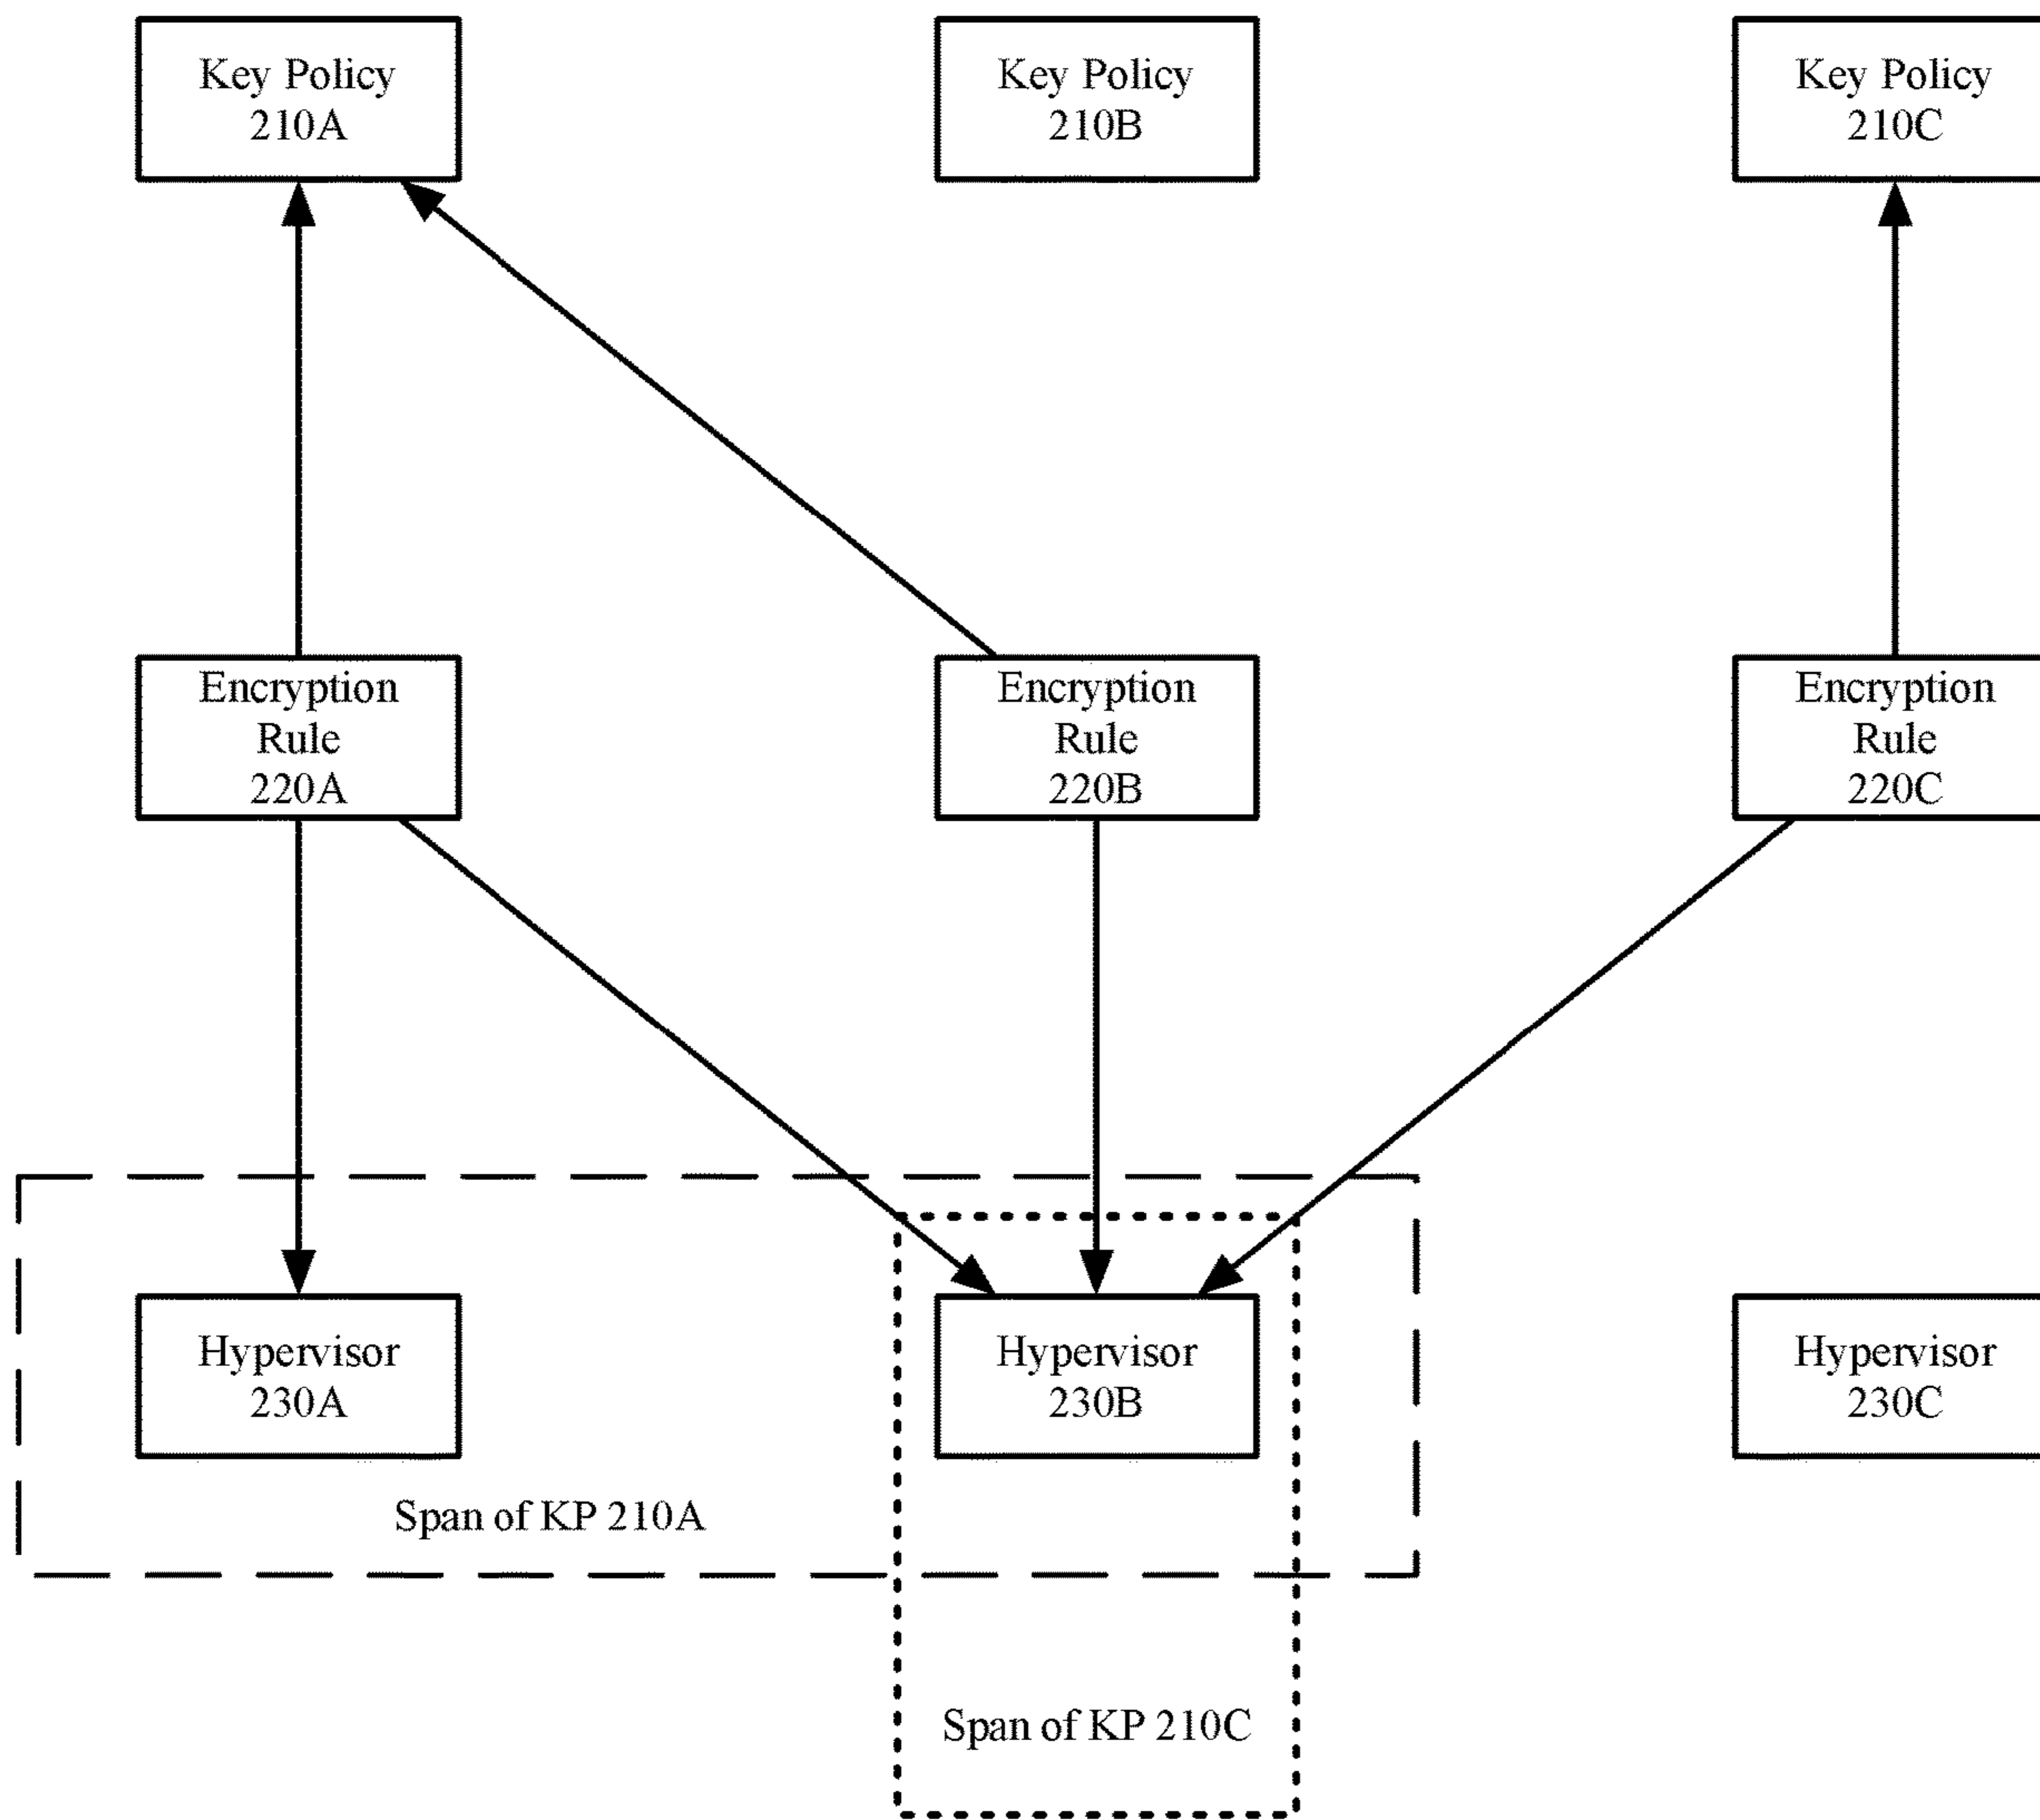 Key Policy
210A
Key Policy
210B
Key Policy
210C
Encryption
Rule
220A
Encryption
Rule
220B
Encryption
Rule
220C
Hypervisor
230A
Hypervisor
230B
Hypervisor
230C
Span of KP 210A
Span of KP 210C